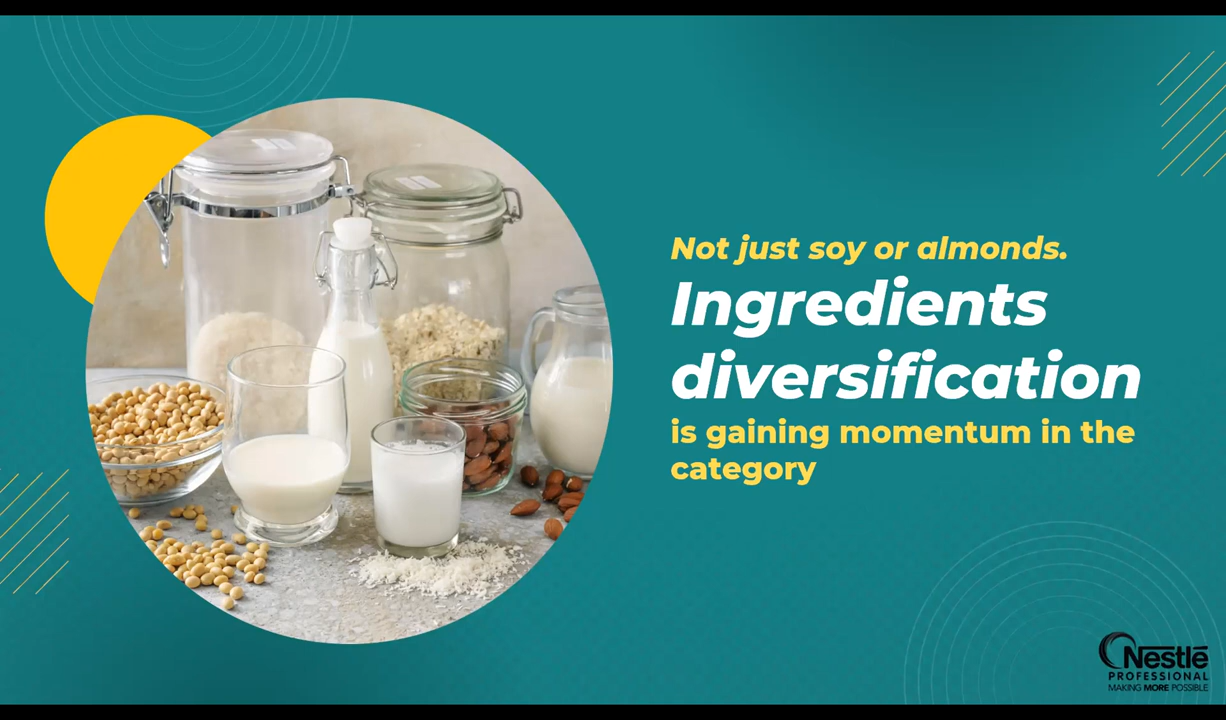 Not just soy or almonds.
Ingredients
diversification
is gaining momentum in the
category
Nestlé
PROFESSIONAL
MAKING MORE POSSIBLE